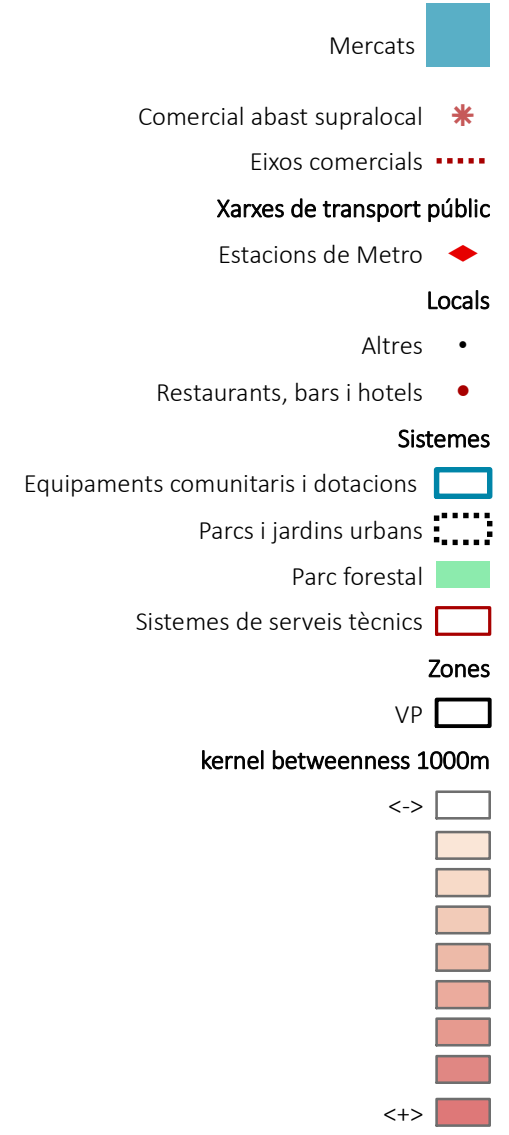 Mercats
Comercial abast supralocal
Eixos comercials
Xarxes de transport públic
Estacions de Metro
Locals
Altres
Restaurants, bars i hotels
Sistemes
Equipaments comunitaris i dotacions
Parcs i jardins urbans
Parc forestal
Sistemes de serveis tècnics
Zones
VP
kernel betweenness 1000m
<->
<+>